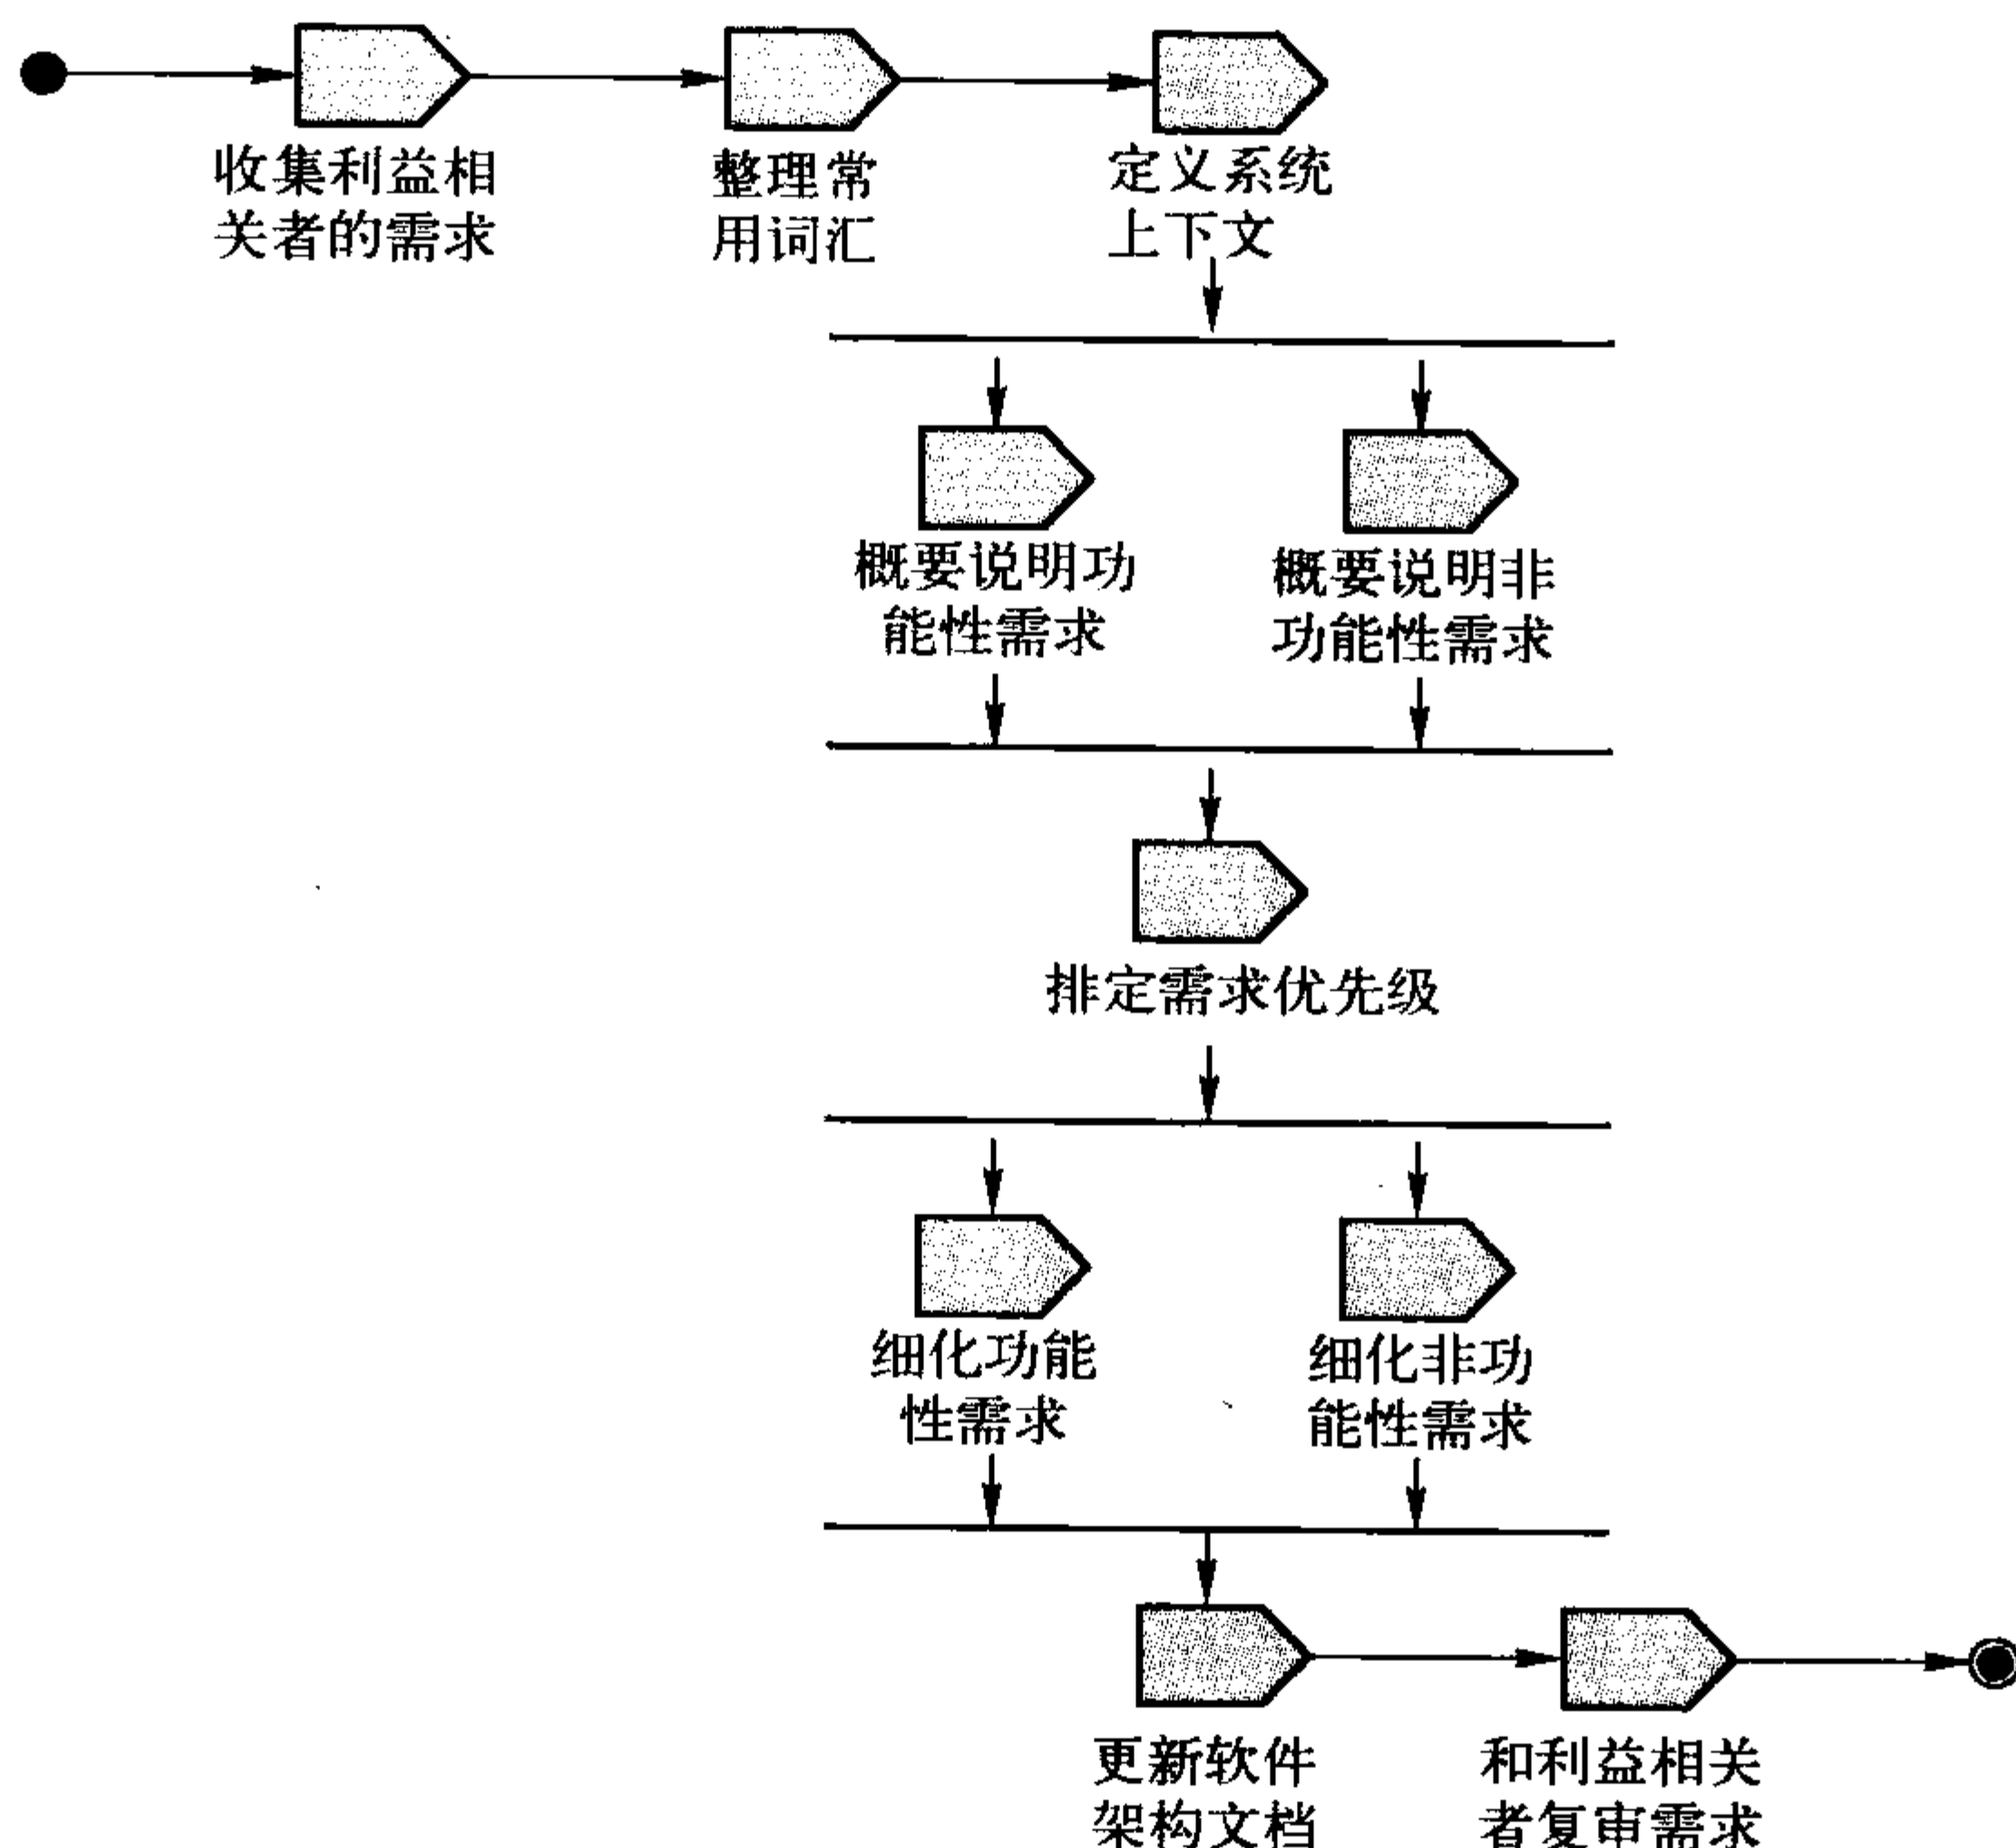 收集利益相
关者的需求
整理常
用词汇
定义系统
上下文
概要说明功
能性需求
概要说明非
功能性需求
排定需求优先级
细化功能
性需求
细化非功
能性需求
更新软件
架构文档
和利益相关
者复审需求